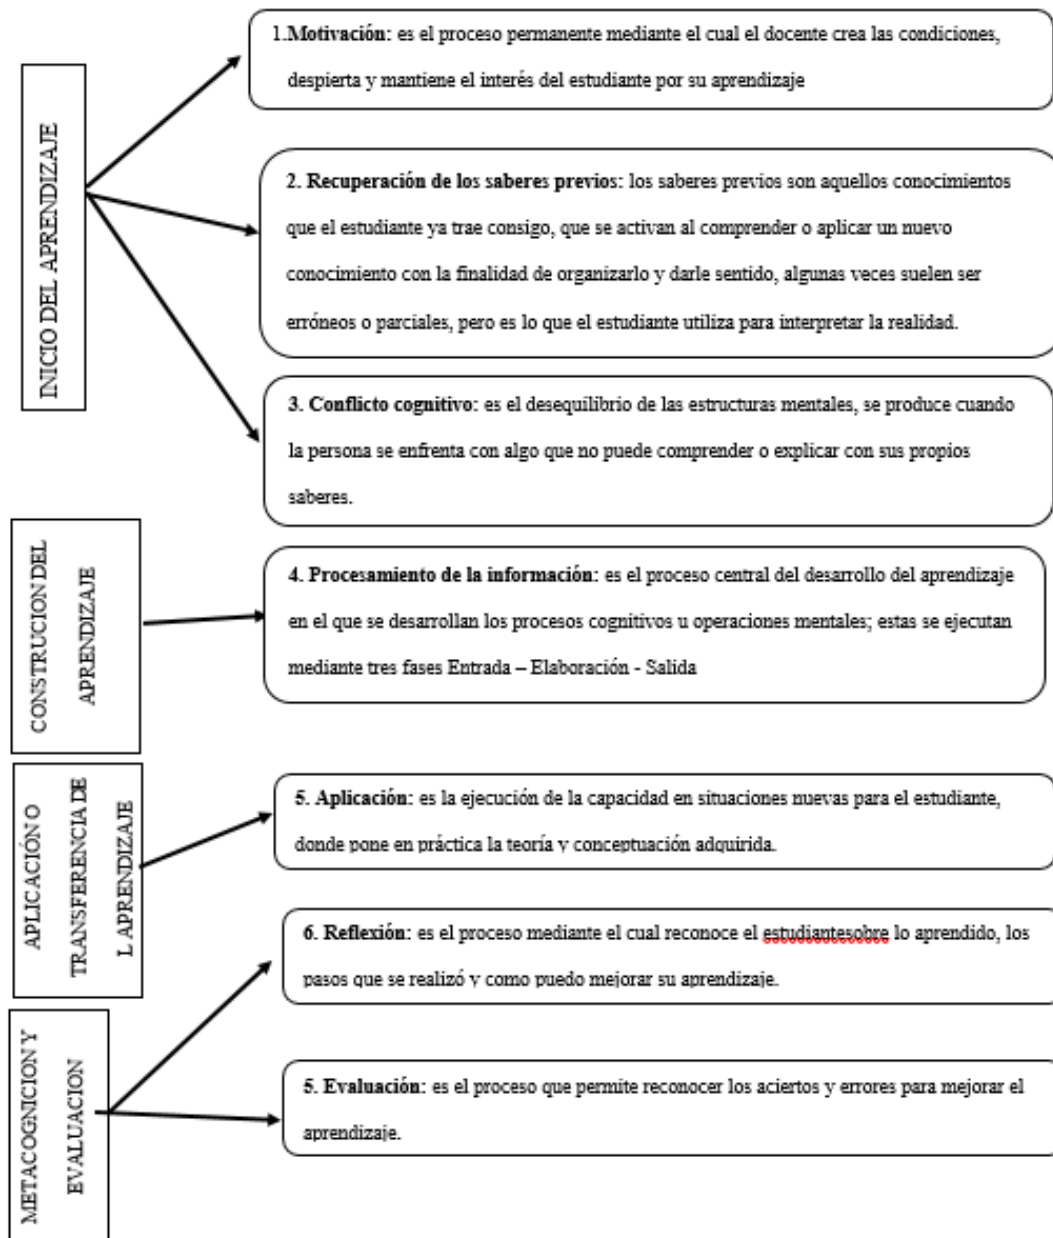 INICIO DEL APRENDIZAJE
1.Motivación: es el proceso permanente mediante el cual el docente crea las condiciones,
despierta y mantiene el interés del estudiante por su aprendizaje
2. Recuperación de los saberes previos: los saberes previos son aquellos conocimientos
que el estudiante ya trae consigo, que se activan al comprender o aplicar un nuevo
conocimiento con la finalidad de organizarlo y darle sentido, algunas veces suelen ser
erróneos o parciales, pero es lo que el estudiante utiliza para interpretar la realidad.
3. Conflicto cognitivo: es el desequilibrio de las estructuras mentales, se produce cuando
la persona se enfrenta con algo que no puede comprender o explicar con sus propios
saberes.
CONSTRUCION DEL
APRENDIZAJE
4. Procesamiento de la información: es el proceso central del desarrollo del aprendizaje
en el que se desarrollan los procesos cognitivos u operaciones mentales; estas se ejecutan
mediante tres fases Entrada – Elaboración - Salida
APLICACIÓN O
TRANSFERENCIA DE
L APRENDIZAJE
5. Aplicación: es la ejecución de la capacidad en situaciones nuevas para el estudiante,
donde pone en práctica la teoría y conceptuación adquirida.
METACOGNICION Y
EVALUACION
6. Reflexión: es el proceso mediante el cual reconoce el estudiantesobre lo aprendido, los
pasos que se realizó y como puedo mejorar su aprendizaje.
5. Evaluación: es el proceso que permite reconocer los aciertos y errores para mejorar el
aprendizaje.